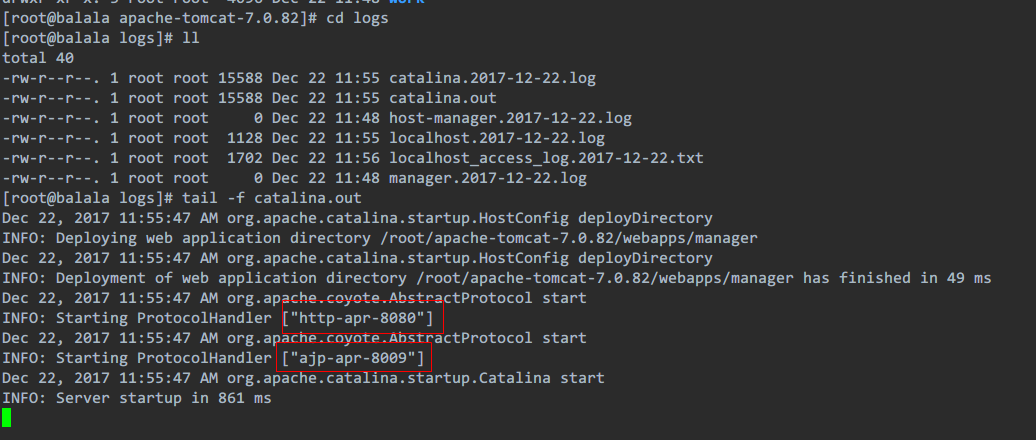 drwxr-xr-x. 3 root root 4096 Dec 22 11:48 work
[root@balala apache-tomcat-7.0.82]# cd logs
[root@balala logs]# ll
total 40
-rw-r--r--. 1 root root 15588 Dec 22 11:55 catalina.2017-12-22.log
-rw-r--r--. 1 root root 15588 Dec 22 11:55 catalina.out
-rw-r--r--. 1 root root     0 Dec 22 11:48 host-manager.2017-12-22.log
-rw-r--r--. 1 root root  1128 Dec 22 11:55 localhost.2017-12-22.log
-rw-r--r--. 1 root root  1702 Dec 22 11:56 localhost_access_log.2017-12-22.txt
-rw-r--r--. 1 root root     0 Dec 22 11:48 manager.2017-12-22.log
[root@balala logs]# tail -f catalina.out
Dec 22, 2017 11:55:47 AM org.apache.catalina.startup.HostConfig deployDirectory
INFO: Deploying web application directory /root/apache-tomcat-7.0.82/webapps/manager
Dec 22, 2017 11:55:47 AM org.apache.catalina.startup.HostConfig deployDirectory
INFO: Deployment of web application directory /root/apache-tomcat-7.0.82/webapps/manager has finished in 49 ms
Dec 22, 2017 11:55:47 AM org.apache.coyote.AbstractProtocol start
INFO: Starting ProtocolHandler ["http-apr-8080"]
Dec 22, 2017 11:55:47 AM org.apache.coyote.AbstractProtocol start
INFO: Starting ProtocolHandler ["ajp-apr-8009"]
Dec 22, 2017 11:55:47 AM org.apache.catalina.startup.Catalina start
INFO: Server startup in 861 ms